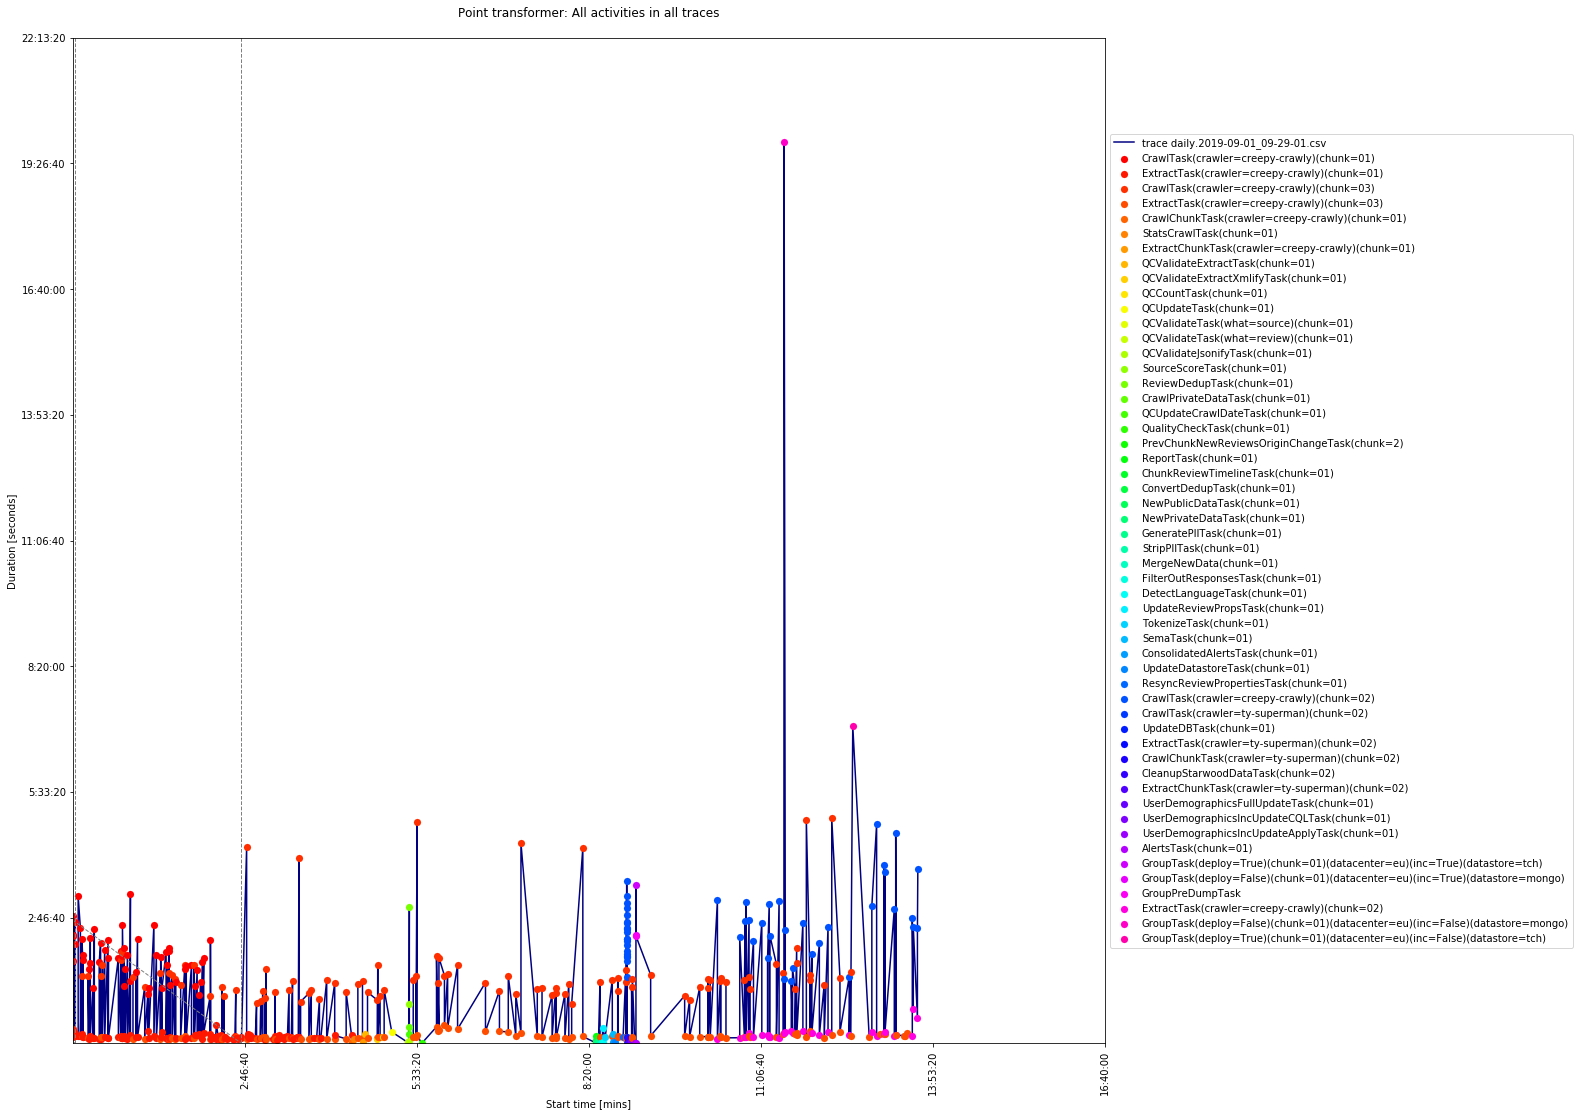 Point transformer: All activities in all traces
22:13:20
19:26:40
16:40:00
13:53:20
11:06:40
8:20:00
5:33:20
2:46:40
Duration [seconds]
2:46:40
5:33:20
8:20:00
11:06:40
13:53:20
16:40:00
Start time [mins]
trace daily.2019-09-01_09-29-01.csv
CrawlTask(crawler=creepy-crawly)(chunk=01)
ExtractTask(crawler=creepy-crawly)(chunk=01)
CrawlTask(crawler=creepy-crawly)(chunk=03)
ExtractTask(crawler=creepy-crawly)(chunk=03)
CrawlChunkTask(crawler=creepy-crawly)(chunk=01)
StatsCrawlTask(chunk=01)
ExtractChunkTask(crawler=creepy-crawly)(chunk=01)
QCValidateExtractTask(chunk=01)
QCValidateExtractXmlifyTask(chunk=01)
QCCountTask(chunk=01)
QCUpdateTask(chunk=01)
QCValidateTask(what=source)(chunk=01)
QCValidateTask(what=review)(chunk=01)
QCValidateJsonifyTask(chunk=01)
SourceScoreTask(chunk=01)
ReviewDedupTask(chunk=01)
CrawlPrivateDataTask(chunk=01)
QCUpdateCrawlDateTask(chunk=01)
QualityCheckTask(chunk=01)
PrevChunkNewReviewsOriginChangeTask(chunk=2)
ReportTask(chunk=01)
ChunkReviewTimelineTask(chunk=01)
ConvertDedupTask(chunk=01)
NewPublicDataTask(chunk=01)
NewPrivateDataTask(chunk=01)
GeneratePIITask(chunk=01)
StripPIITask(chunk=01)
MergeNewData(chunk=01)
FilterOutResponsesTask(chunk=01)
DetectLanguageTask(chunk=01)
UpdateReviewPropsTask(chunk=01)
TokenizeTask(chunk=01)
SemaTask(chunk=01)
ConsolidatedAlertsTask(chunk=01)
UpdateDatastoreTask(chunk=01)
ResyncReviewPropertiesTask(chunk=01)
CrawlTask(crawler=creepy-crawly)(chunk=02)
CrawlTask(crawler=ty-superman)(chunk=02)
UpdateDBTask(chunk=01)
ExtractTask(crawler=ty-superman)(chunk=02)
CrawlChunkTask(crawler=ty-superman)(chunk=02)
CleanupStarwoodDataTask(chunk=02)
ExtractChunkTask(crawler=ty-superman)(chunk=02)
UserDemographicsFullUpdateTask(chunk=01)
UserDemographicsIncUpdateCQLTask(chunk=01)
UserDemographicsIncUpdateApplyTask(chunk=01)
AlertsTask(chunk=01)
GroupTask(deploy=True)(chunk=01)(datacenter=eu)(inc=True)(datastore=tch)
GroupTask(deploy=False)(chunk=01)(datacenter=eu)(inc=True)(datastore=mongo)
GroupPreDumpTask
ExtractTask(crawler=creepy-crawly)(chunk=02)
GroupTask(deploy=False)(chunk=01)(datacenter=eu)(inc=False)(datastore=mongo)
GroupTask(deploy=True)(chunk=01)(datacenter=eu)(inc=False)(datastore=tch)